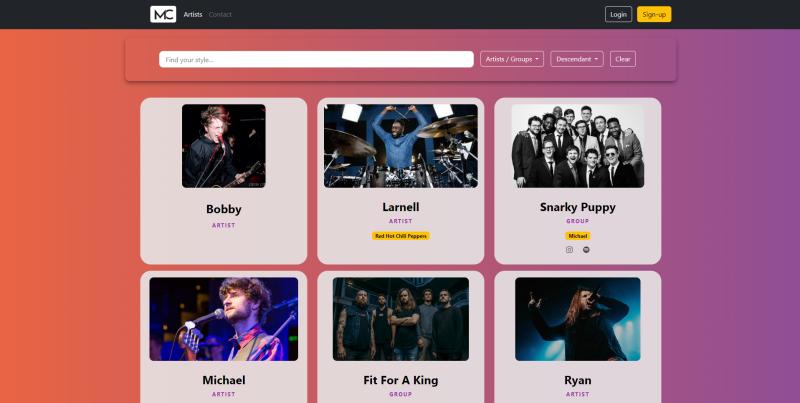 MC Artists Contact Login Sign-up
Find your style... Artists / Groups Descendant Clear
Bobby
ARTIST
Larnell
ARTIST
Red Hot Chili Peppers
Snarky Puppy
GROUP
Michael
Michael
ARTIST
Fit For A King
GROUP
Ryan
ARTIST